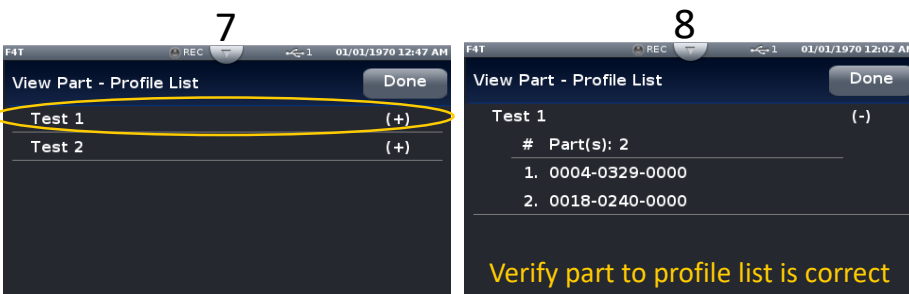 7
F4T REC 1 01/01/1970 12:47 AM
View Part - Profile List Done
Test 1 (+)
Test 2 (+)
8
F4T REC 1 01/01/1970 12:02 AM
View Part - Profile List Done
Test 1 (-)
# Part(s): 2
1. 0004-0329-0000
2. 0018-0240-0000
Verify part to profile list is correct